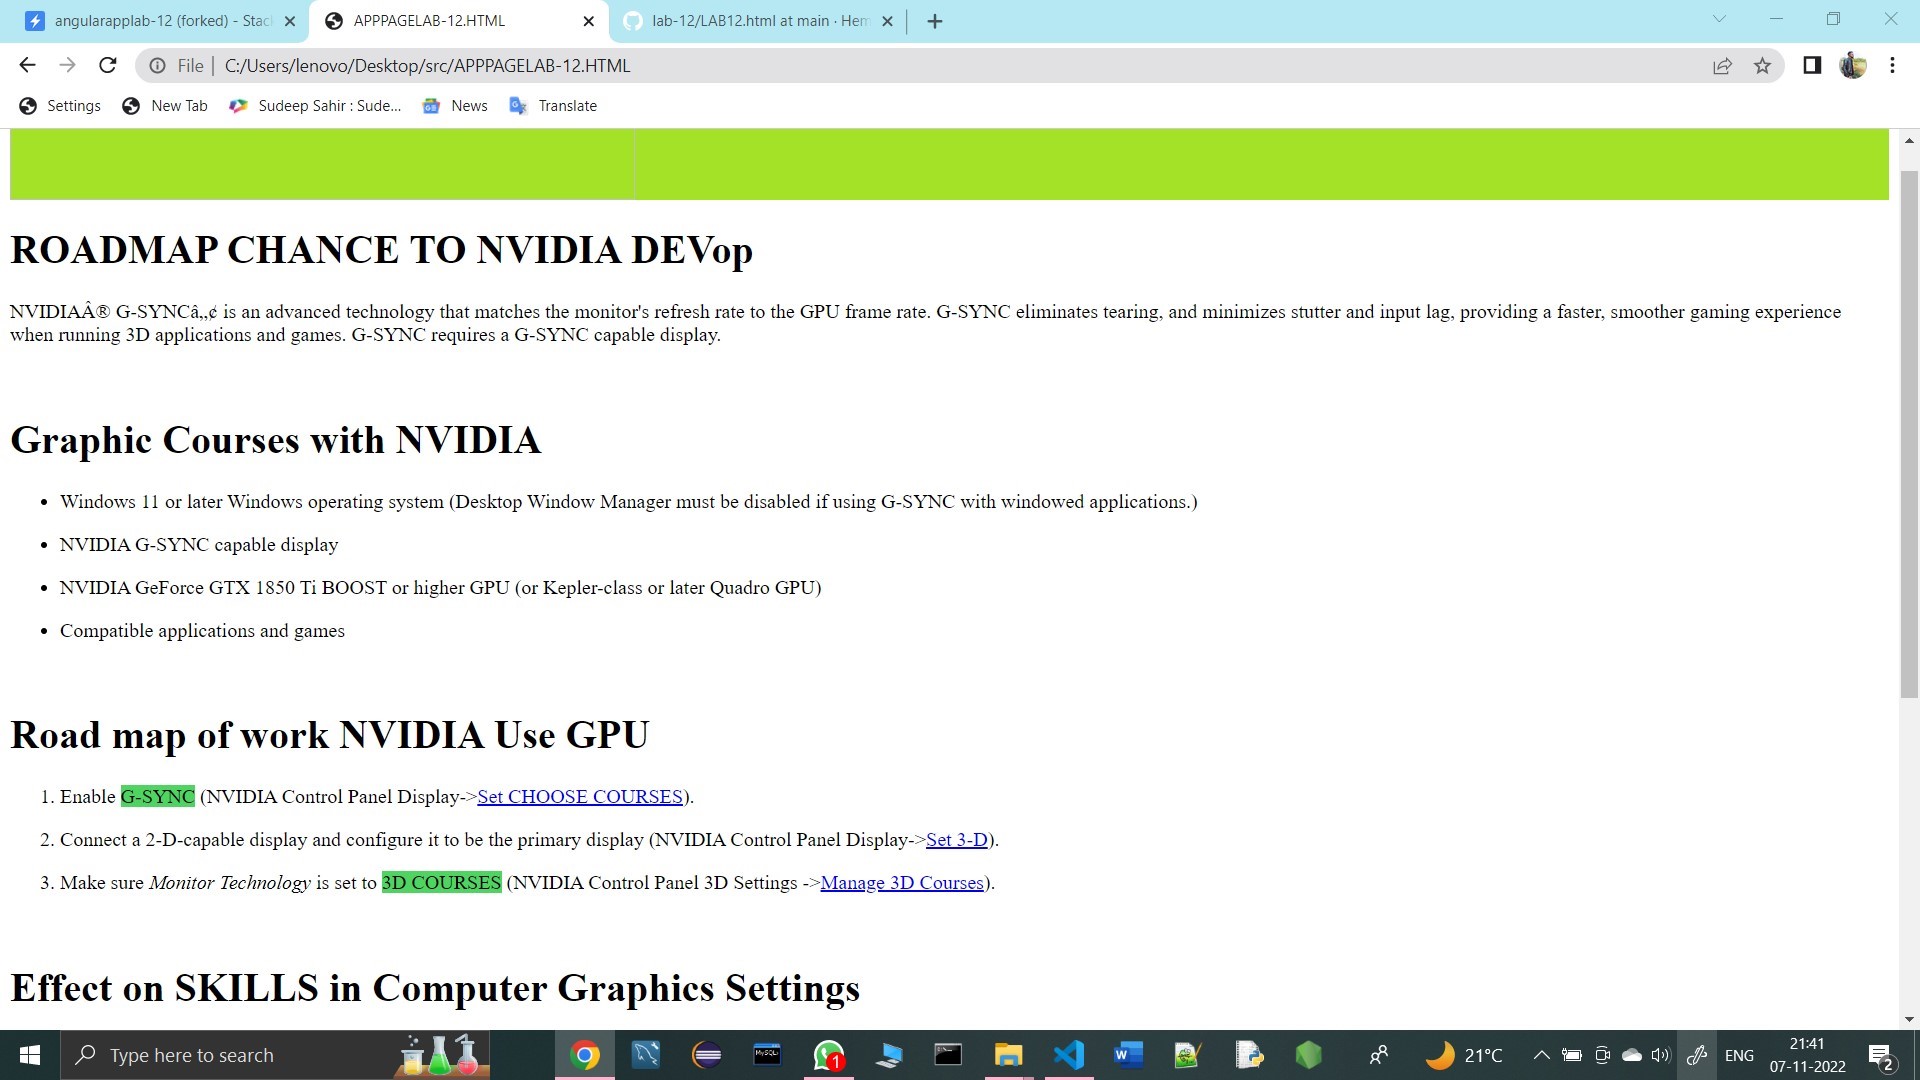 angularapplab-12 (forked) - Stac
APPPAGELAB-12.HTML
lab-12/LAB12.html at main · Hem
File
C:/Users/lenovo/Desktop/src/APPPAGELAB-12.HTML
Settings
New Tab
Sudeep Sahir : Sude...
News
Translate
ROADMAP CHANCE TO NVIDIA DEVop
NVIDIAÂ® G-SYNCâ„¢ is an advanced technology that matches the monitor's refresh rate to the GPU frame rate. G-SYNC eliminates tearing, and minimizes stutter and input lag, providing a faster, smoother gaming experience
when running 3D applications and games. G-SYNC requires a G-SYNC capable display.
Graphic Courses with NVIDIA
• Windows 11 or later Windows operating system (Desktop Window Manager must be disabled if using G-SYNC with windowed applications.)
• NVIDIA G-SYNC capable display
• NVIDIA GeForce GTX 1850 Ti BOOST or higher GPU (or Kepler-class or later Quadro GPU)
• Compatible applications and games
Road map of work NVIDIA Use GPU
1. Enable G-SYNC (NVIDIA Control Panel Display->Set CHOOSE COURSES).
2. Connect a 2-D-capable display and configure it to be the primary display (NVIDIA Control Panel Display->Set 3-D).
3. Make sure Monitor Technology is set to 3D COURSES (NVIDIA Control Panel 3D Settings ->Manage 3D Courses).
Effect on SKILLS in Computer Graphics Settings
Type here to search
MySQL
1
21°C
ENG
21:41
07-11-2022
2